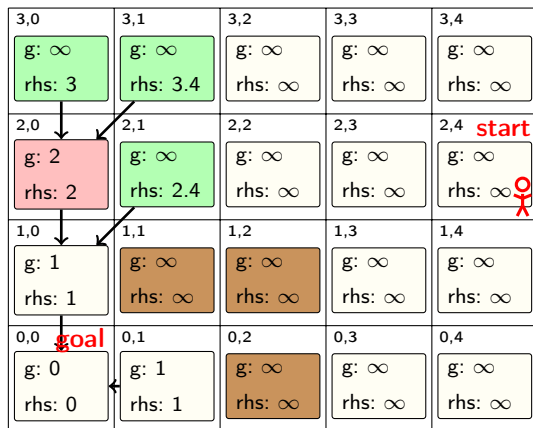 3,0 3,1 3,2 3,3 3,4
g: ∞ g: ∞ g: ∞ g: ∞ g: ∞
rhs: 3 rhs: 3.4 rhs: ∞ rhs: ∞ rhs: ∞
2,0 2,1 2,2 2,3 2,4 start
g: 2 g: ∞ g: ∞ g: ∞ g: ∞
rhs: 2 rhs: 2.4 rhs: ∞ rhs: ∞ rhs: ∞
1,0 1,1 1,2 1,3 1,4
g: 1 g: ∞ g: ∞ g: ∞ g: ∞
rhs: 1 rhs: ∞ rhs: ∞ rhs: ∞ rhs: ∞
0,0 goal 0,1 0,2 0,3 0,4
g: 0 g: 1 g: ∞ g: ∞ g: ∞
rhs: 0 rhs: 1 rhs: ∞ rhs: ∞ rhs: ∞